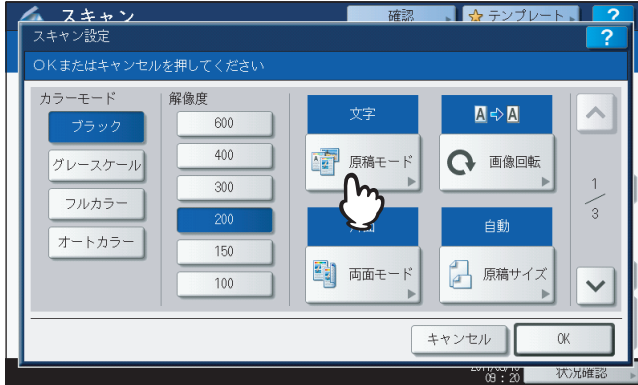 スキャン
確認
テンプレート
?
スキャン設定
?
OKまたはキャンセルを押してください
カラーモード
ブラック
グレースケール
フルカラー
オートカラー
解像度
600
400
300
200
150
100
文字
原稿モード
A⇨A
画像回転
両面モード
自動
原稿サイズ
1/3
キャンセル
OK
09:20
状況確認